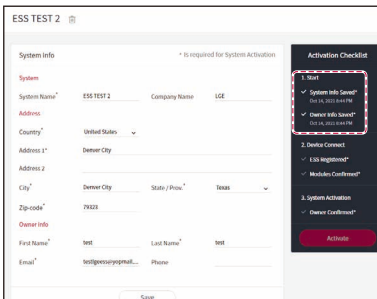 ESS TEST 2
System Info
* Is required for System Activation
System
System Name* ESS TEST 2 Company Name LGE
Address
Country* United States
Address 1* Denver City
Address 2
City* Denver City State / Prov.* Texas
Zip-code* 79323
Owner Info
First Name* test Last Name* test
Email* testlgeess@yopmail.... Phone
Save
Activation Checklist
1. Start
System Info Saved*
Oct 14, 2021 8:44 PM
Owner Info Saved*
Oct 14, 2021 8:44 PM
2. Device Connect
ESS Registered*
Modules Confirmed*
3. System Activation
Owner Confirmed*
Activate